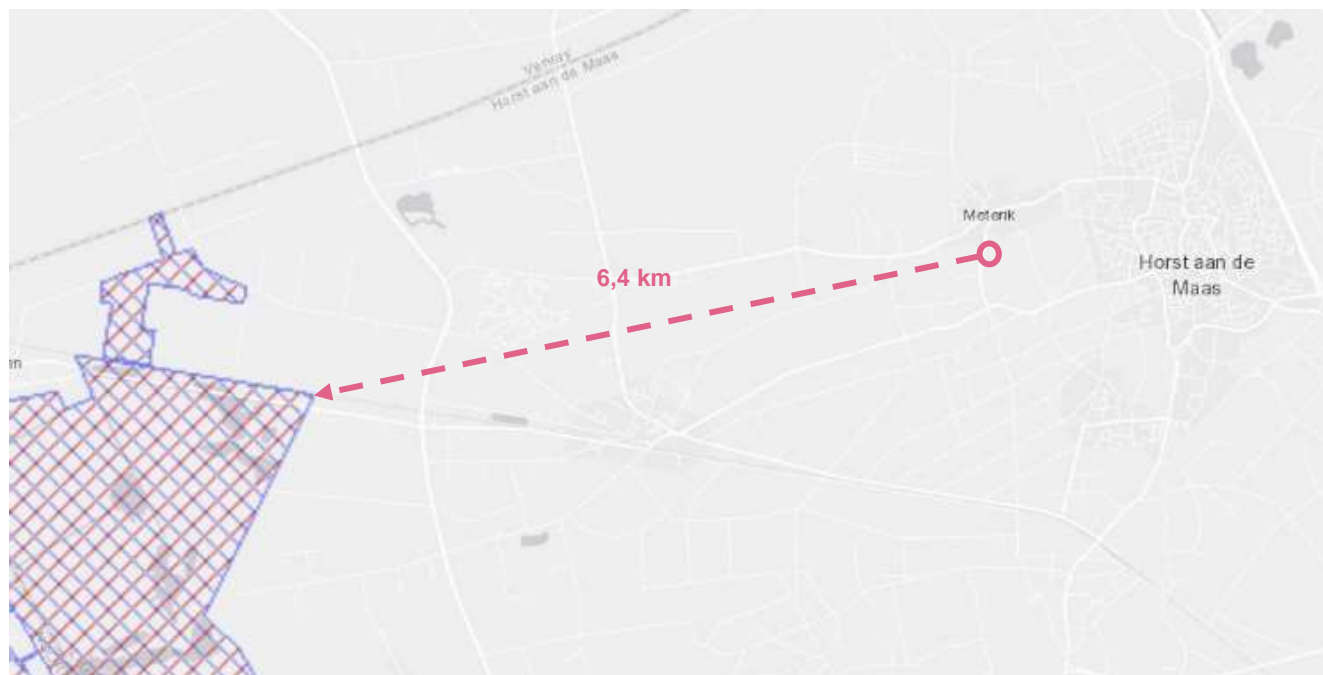 Venray
Horst aan de Maas
Meterik
6,4 km
Horst aan de
Maas